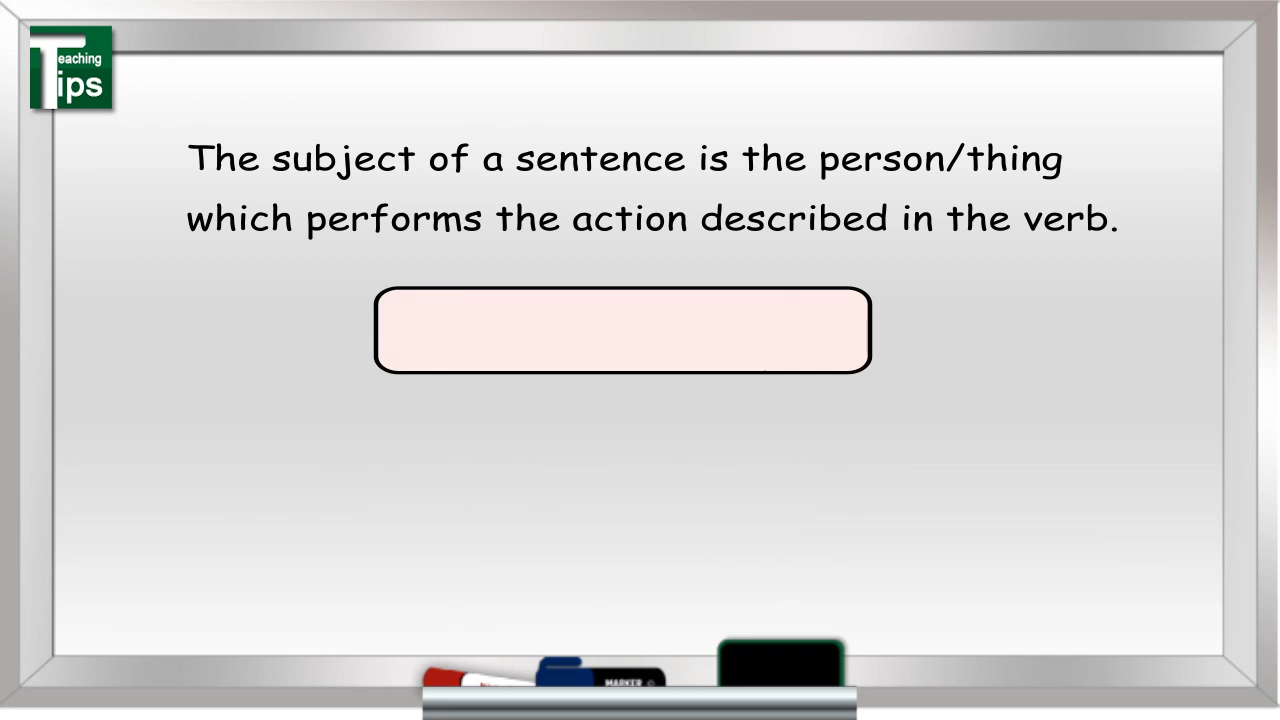 Teaching
Tips
The subject of a sentence is the person/thing
which performs the action described in the verb.
MARKER